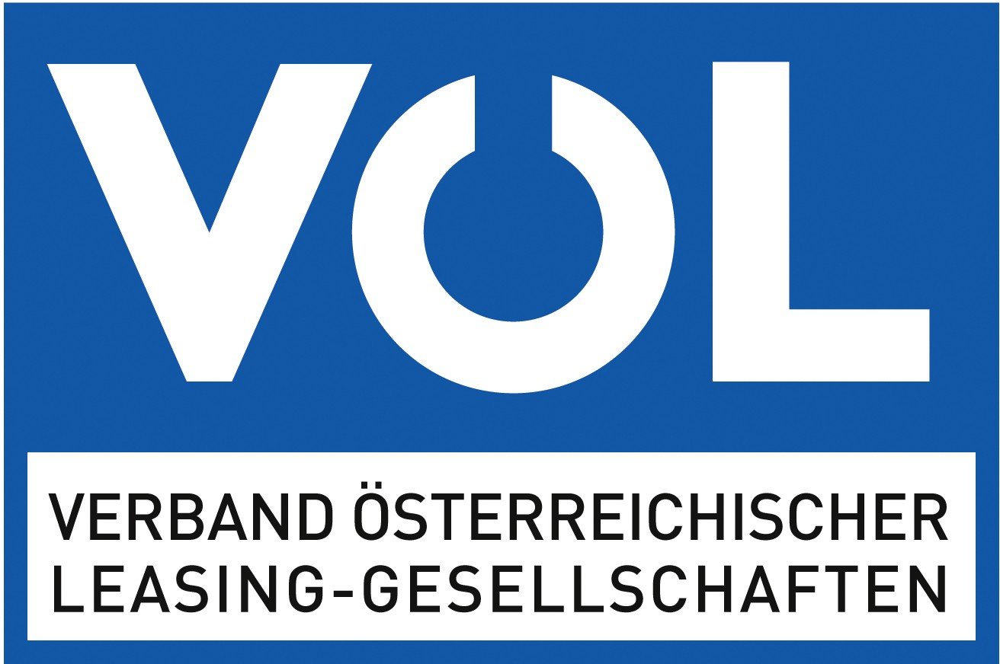 VÖL
VERBAND ÖSTERREICHISCHER
LEASING-GESELLSCHAFTEN